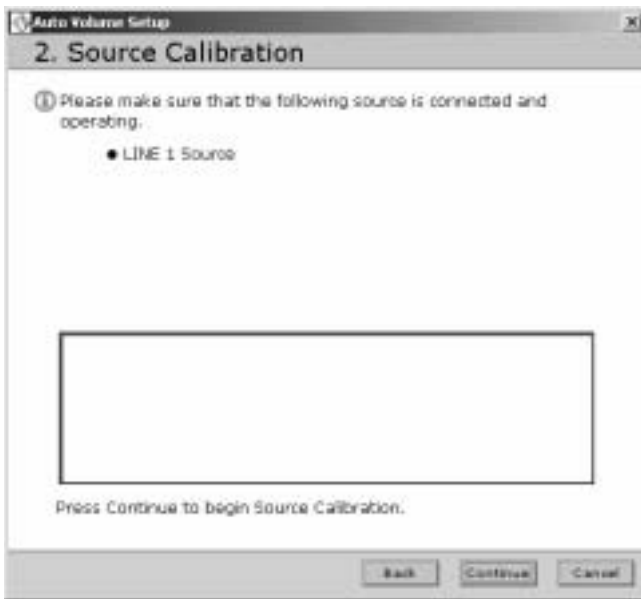 Auto Volume Setup
2. Source Calibration
Please make sure that the following source is connected and
operating.
● LINE 1 Source
Press Continue to begin Source Calibration.
Back Continue Cancel